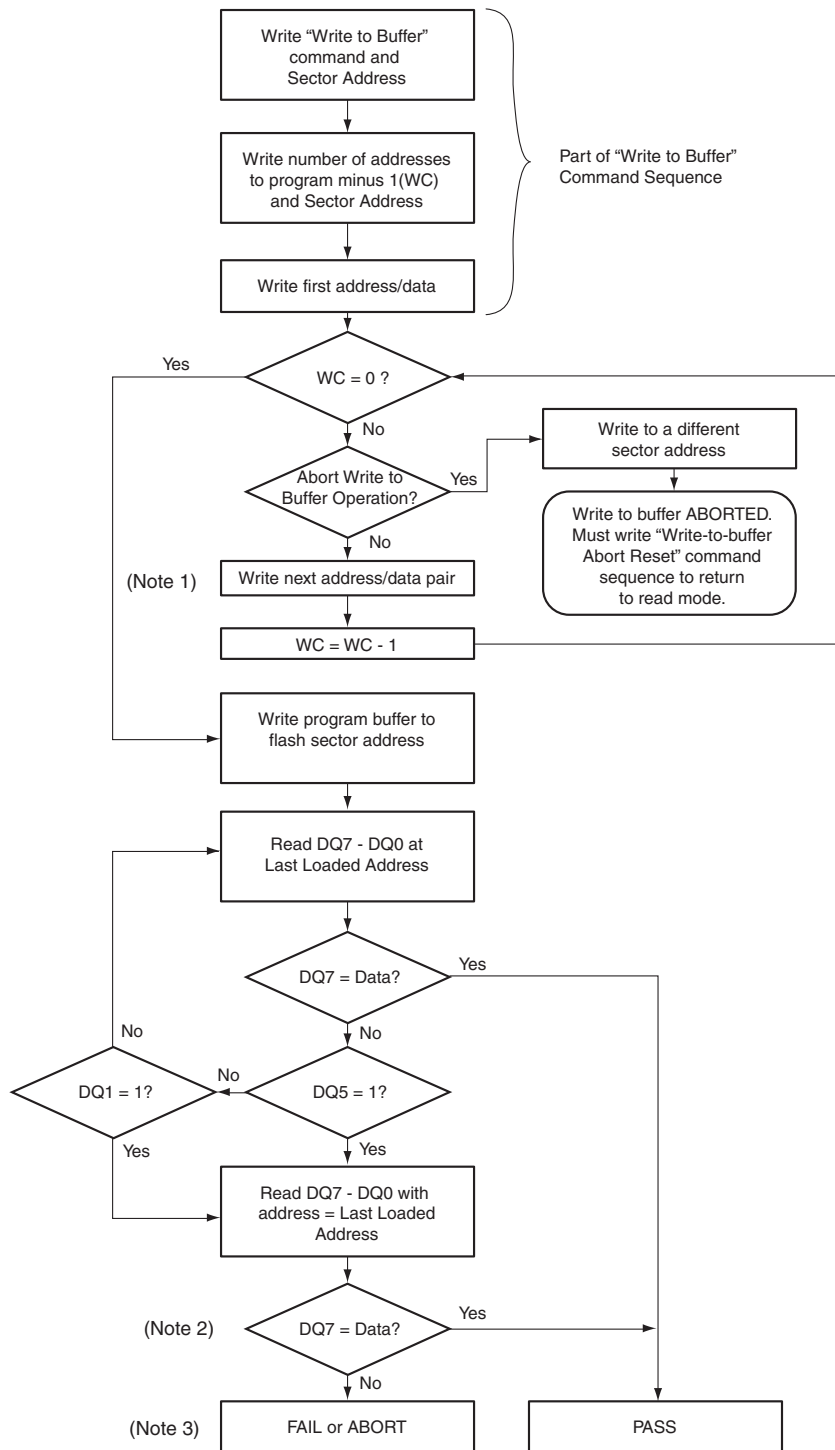 Write “Write to Buffer”
command and
Sector Address
Write number of addresses
to program minus 1(WC)
and Sector Address
Part of “Write to Buffer”
Command Sequence
Write first address/data
Yes
WC = 0 ?
No
Write to a different
sector address
Abort Write to
Buffer Operation?
Yes
No
Write to buffer ABORTED.
Must write “Write-to-buffer
Abort Reset” command
sequence to return
to read mode.
(Note 1)
Write next address/data pair
WC = WC - 1
Write program buffer to
flash sector address
Read DQ7 - DQ0 at
Last Loaded Address
DQ7 = Data?
Yes
No
No
DQ1 = 1?
No
DQ5 = 1?
Yes
Yes
Read DQ7 - DQ0 with
address = Last Loaded
Address
(Note 2)
DQ7 = Data?
Yes
No
(Note 3)
FAIL or ABORT
PASS